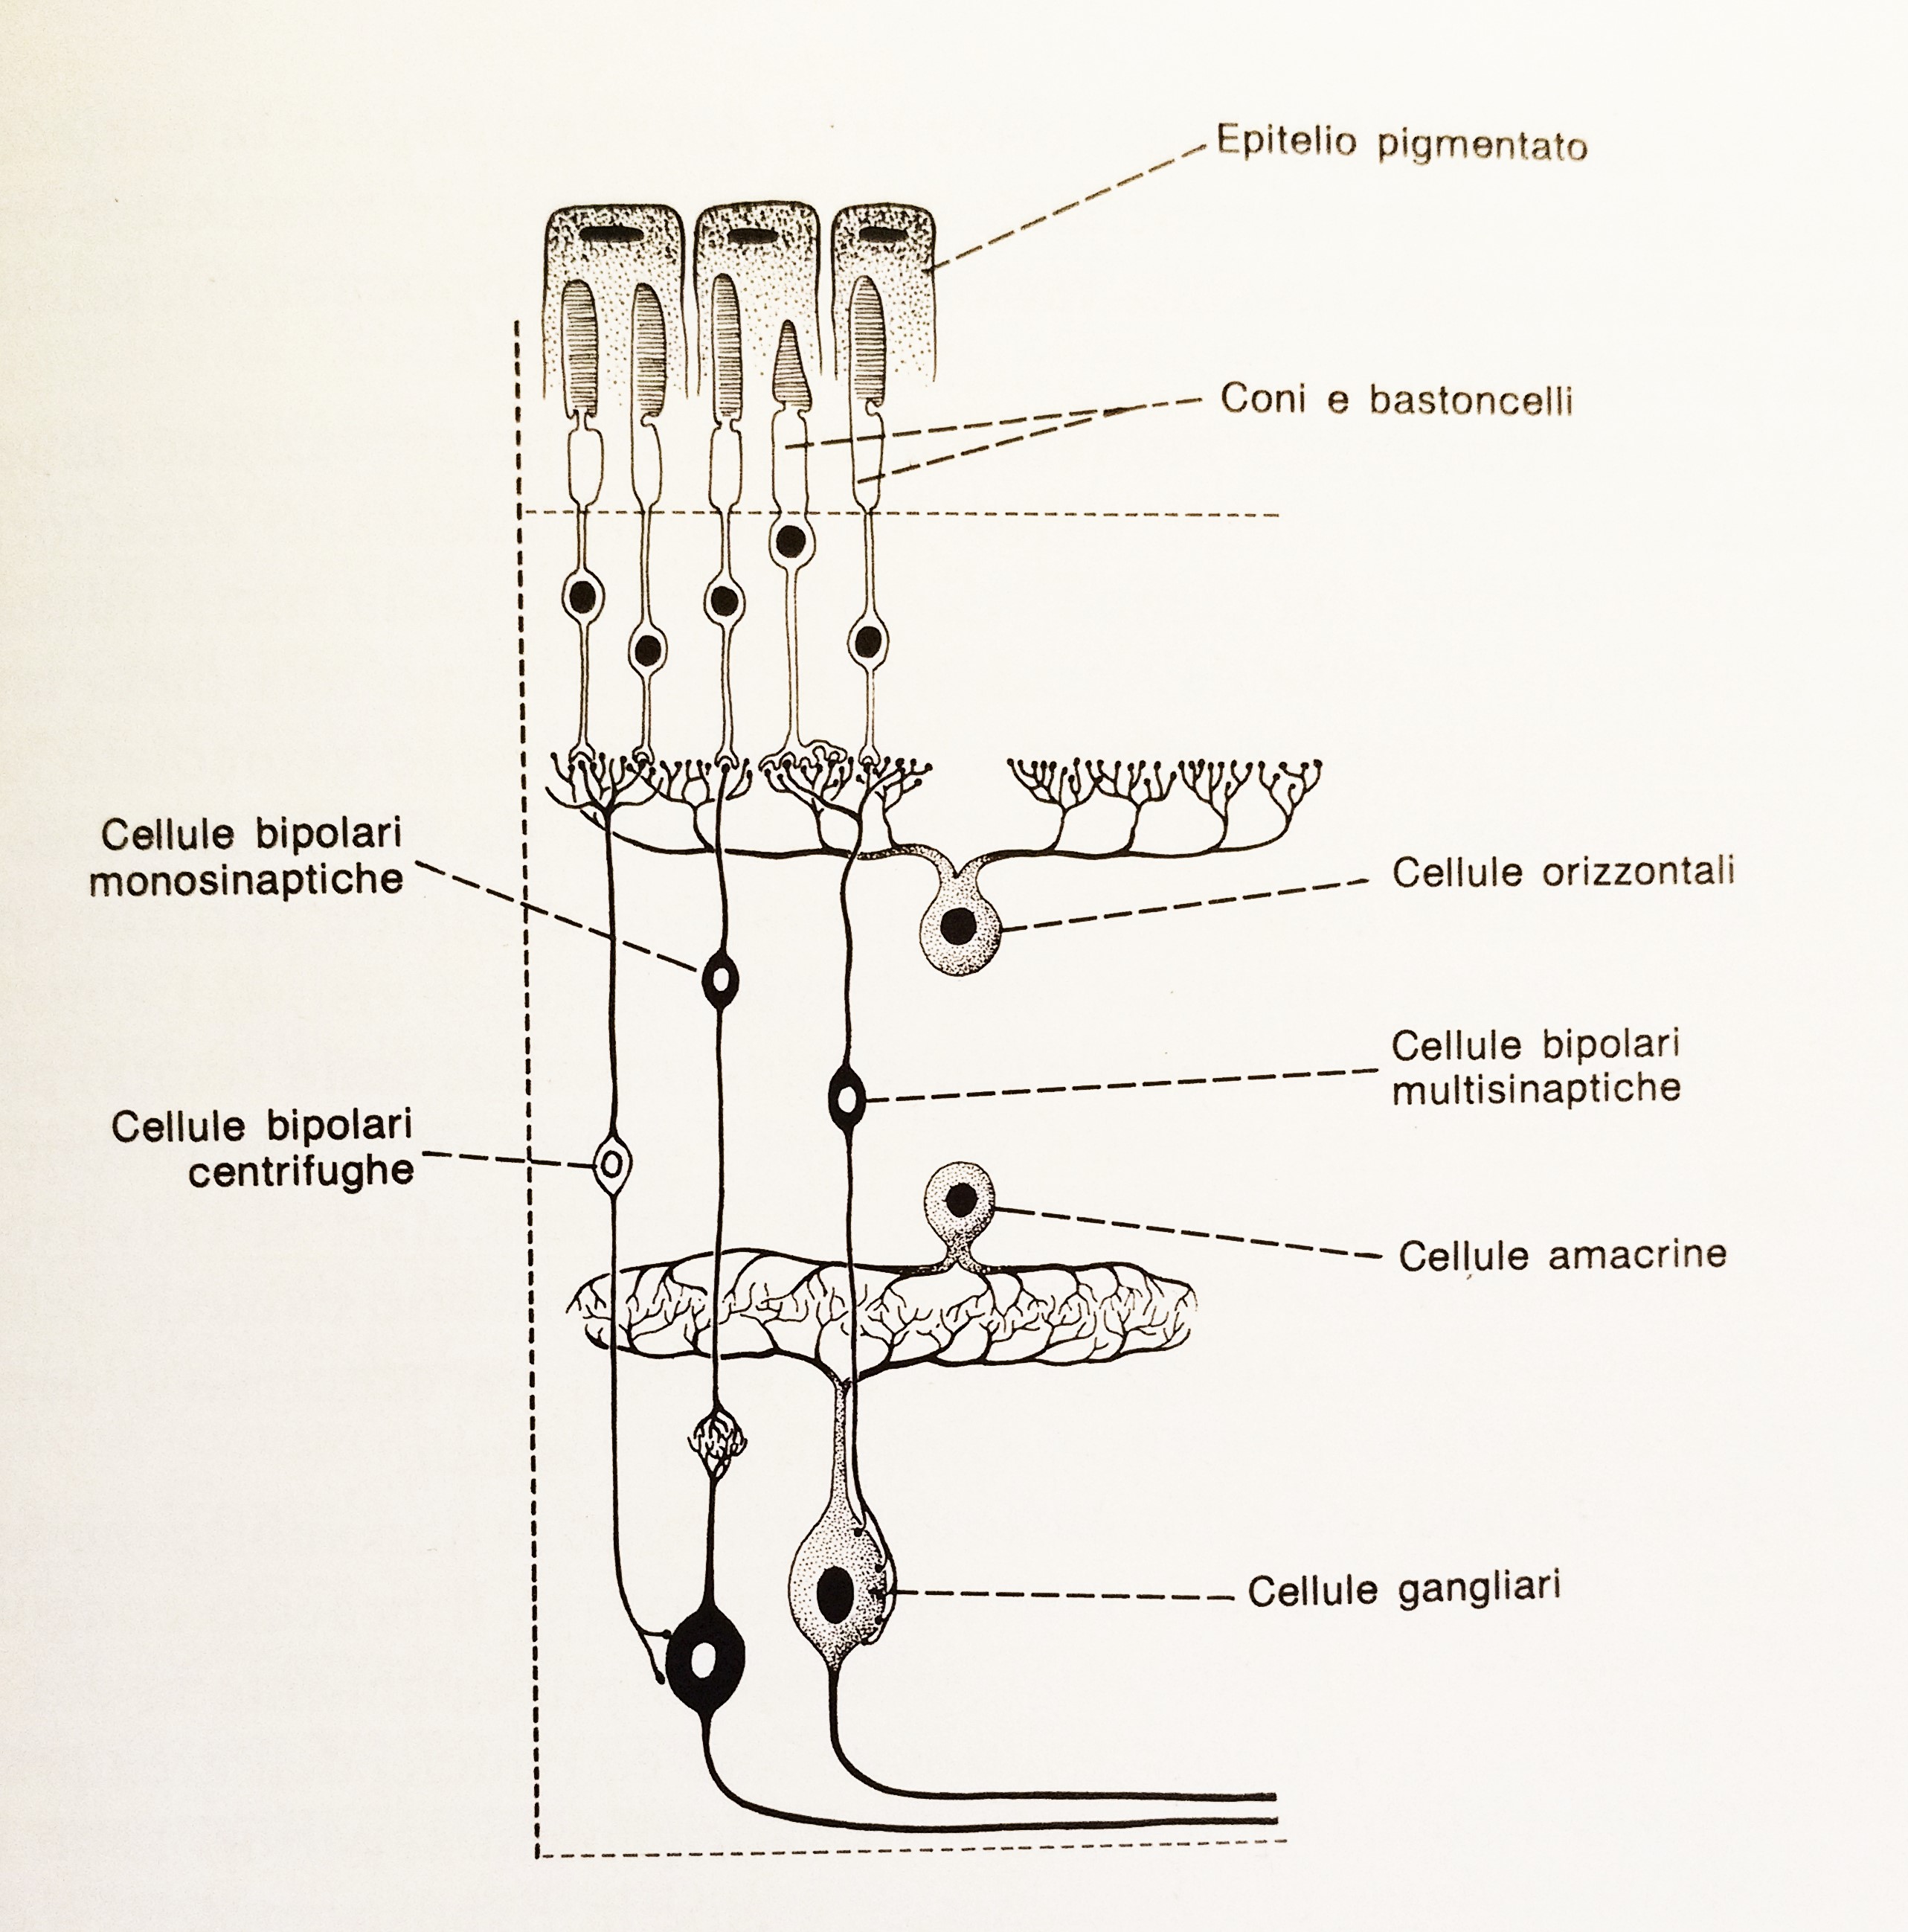 Epitelio pigmentato
Coni e bastoncelli
Cellule bipolari
monosinaptiche
Cellule orizzontali
Cellule bipolari
multisinaptiche
Cellule bipolari
centrifughe
Cellule amacrine
Cellule gangliari